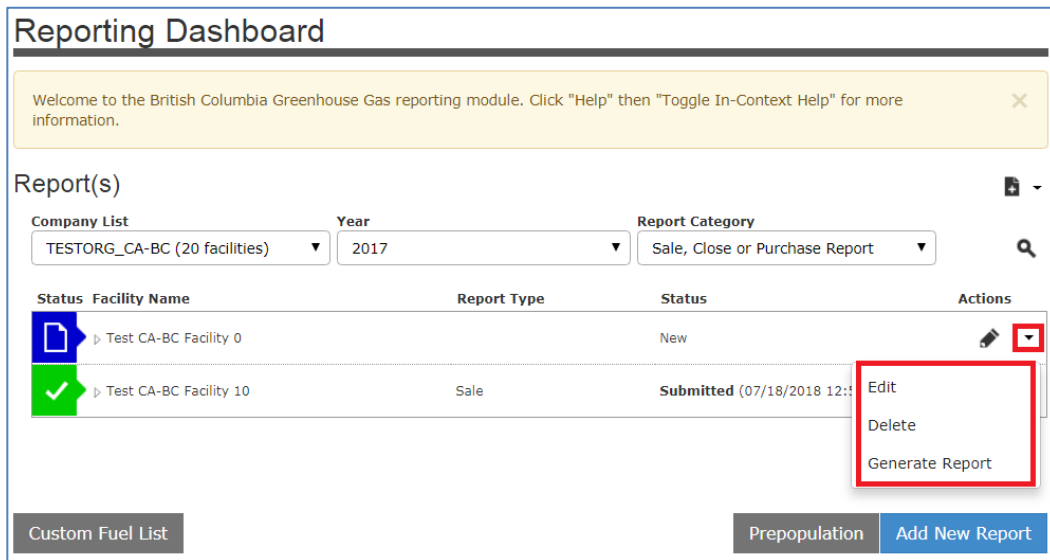 Reporting Dashboard
Welcome to the British Columbia Greenhouse Gas reporting module. Click "Help" then "Toggle In-Context Help" for more
information.
Report(s)
Company List Year Report Category
TESTORG_CA-BC (20 facilities) 2017 Sale, Close or Purchase Report
Status Facility Name Report Type Status Actions
Test CA-BC Facility 0 New
Test CA-BC Facility 10 Sale Submitted (07/18/2018
Edit
Delete
Generate Report
Custom Fuel List Prepopulation Add New Report